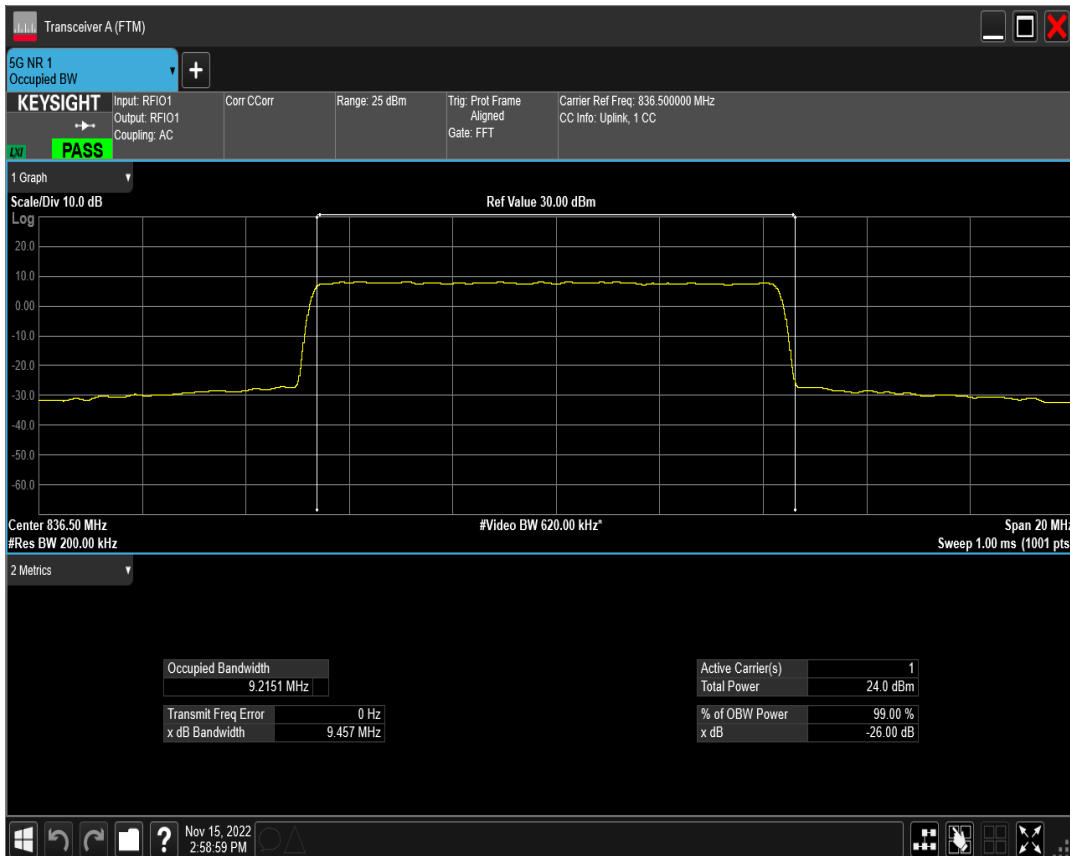 Transceiver A (FTM)
5G NR 1
Occupied BW
+
KEYSIGHT
LXI
PASS
Input: RFIO1
Output: RFIO1
Coupling: AC
Corr CCorr
Range: 25 dBm
Trig: Prot Frame
Aligned
Gate: FFT
Carrier Ref Freq: 836.500000 MHz
CC Info: Uplink, 1 CC
1 Graph
Scale/Div 10.0 dB
Ref Value 30.00 dBm
Log
20.0
10.0
0.00
-10.0
-20.0
-30.0
-40.0
-50.0
-60.0
Center 836.50 MHz
#Video BW 620.00 kHz*
Span 20 MHz
#Res BW 200.00 kHz
Sweep 1.00 ms (1001 pts
2 Metrics
Occupied Bandwidth
9.2151 MHz
Transmit Freq Error 0 Hz
x dB Bandwidth 9.457 MHz
Active Carrier(s) 1
Total Power 24.0 dBm
% of OBW Power 99.00 %
x dB -26.00 dB
?
Nov 15, 2022
2:58:59 PM